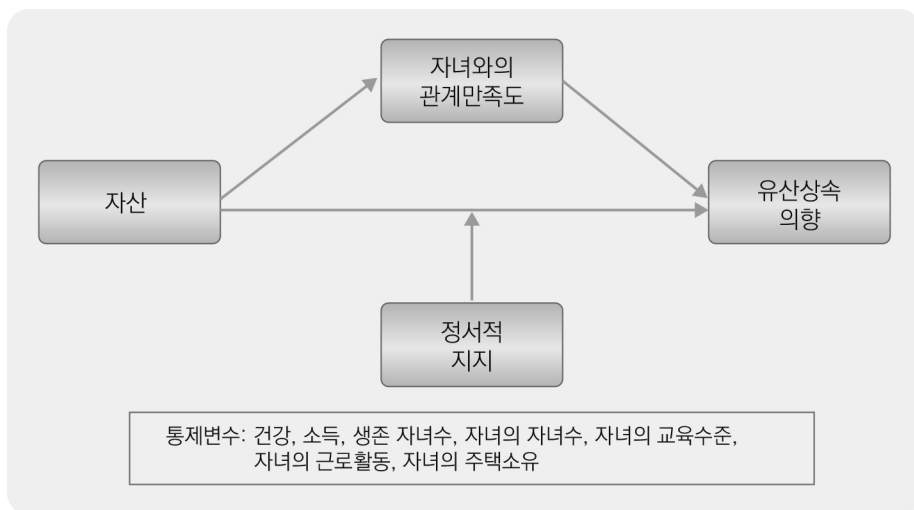 자녀와의
관계만족도
자산
유산상속
의향
정서적
지지
통제변수: 건강, 소득, 생존 자녀수, 자녀의 자녀수, 자녀의 교육수준,
자녀의 근로활동, 자녀의 주택소유